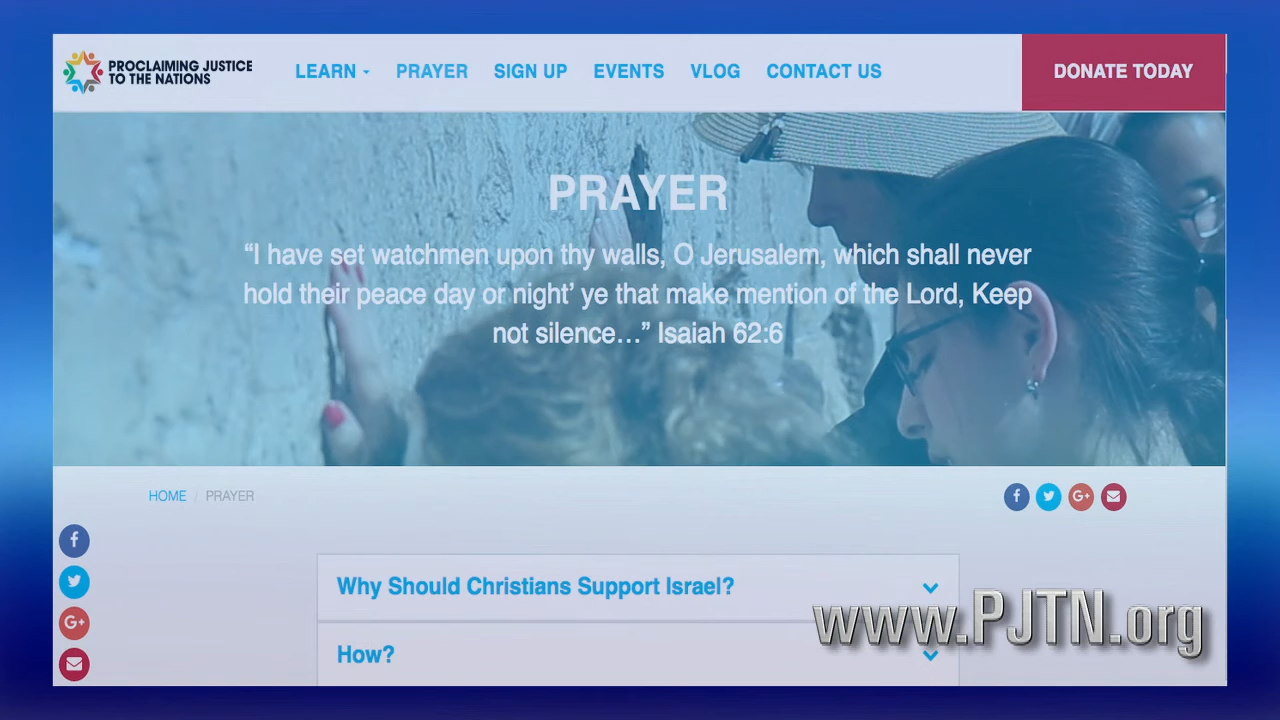 PROCLAIMING JUSTICE
TO THE NATIONS
LEARN
PRAYER
SIGN UP
EVENTS
VLOG
CONTACT US
DONATE TODAY
PRAYER
“I have set watchmen upon thy walls, O Jerusalem, which shall never
hold their peace day or night’ ye that make mention of the Lord, Keep
not silence…” Isaiah 62:6
HOME / PRAYER
Why Should Christians Support Israel?
How?
www.PJTN.org